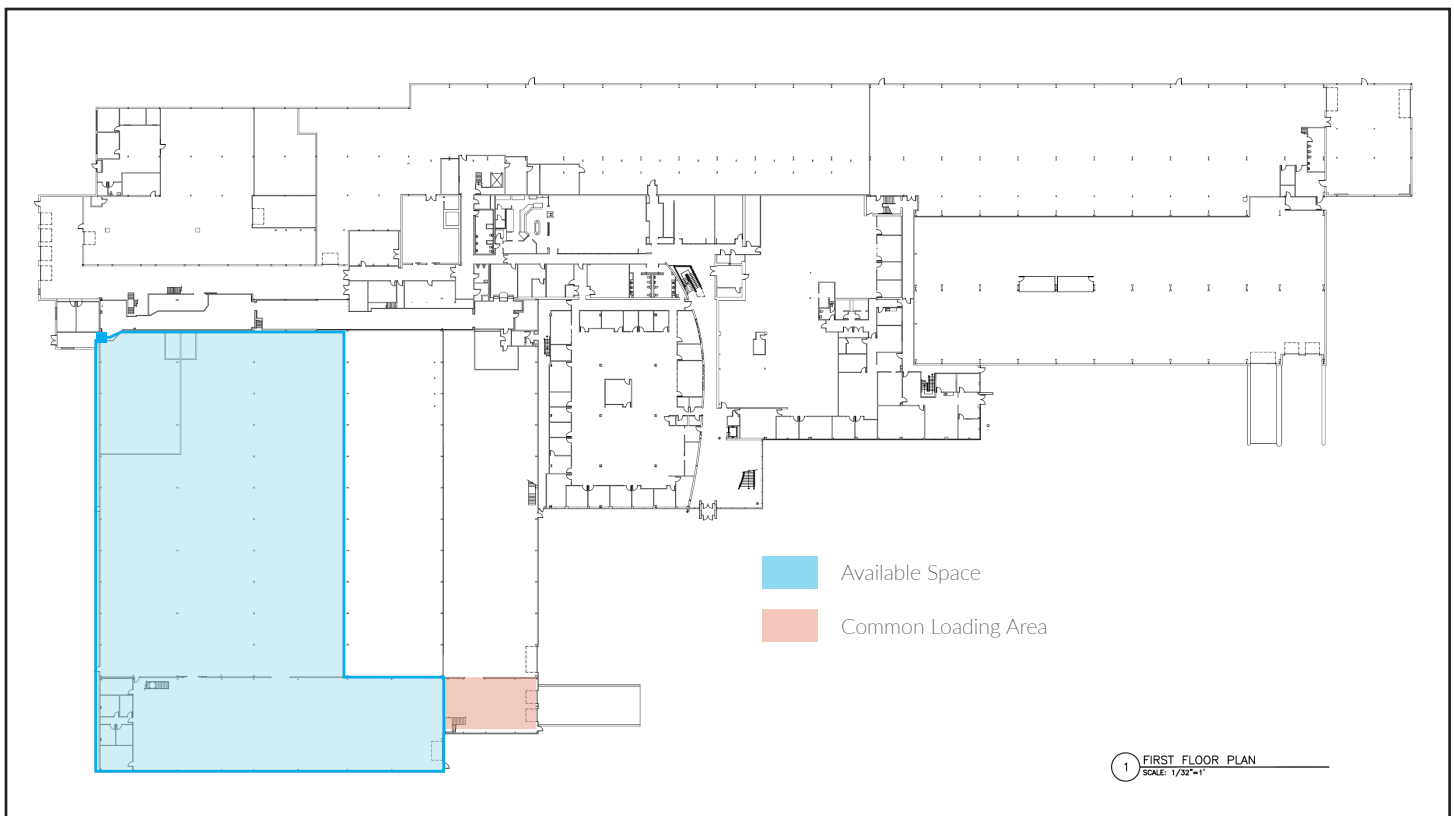 Available Space
Common Loading Area
1
FIRST FLOOR PLAN
SCALE: 1/32"=1'